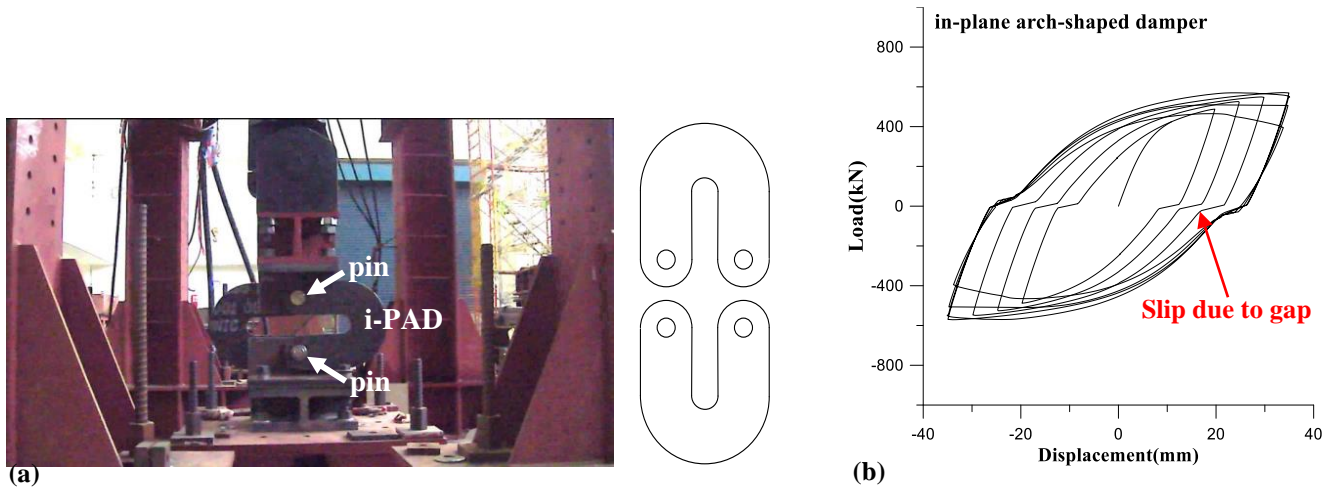 pin
i-PAD
pin
(a)
in-plane arch-shaped damper
800
400
0
-400
-800
Load(kN)
Slip due to gap
-40
-20
0
20
40
Displacement(mm)
(b)